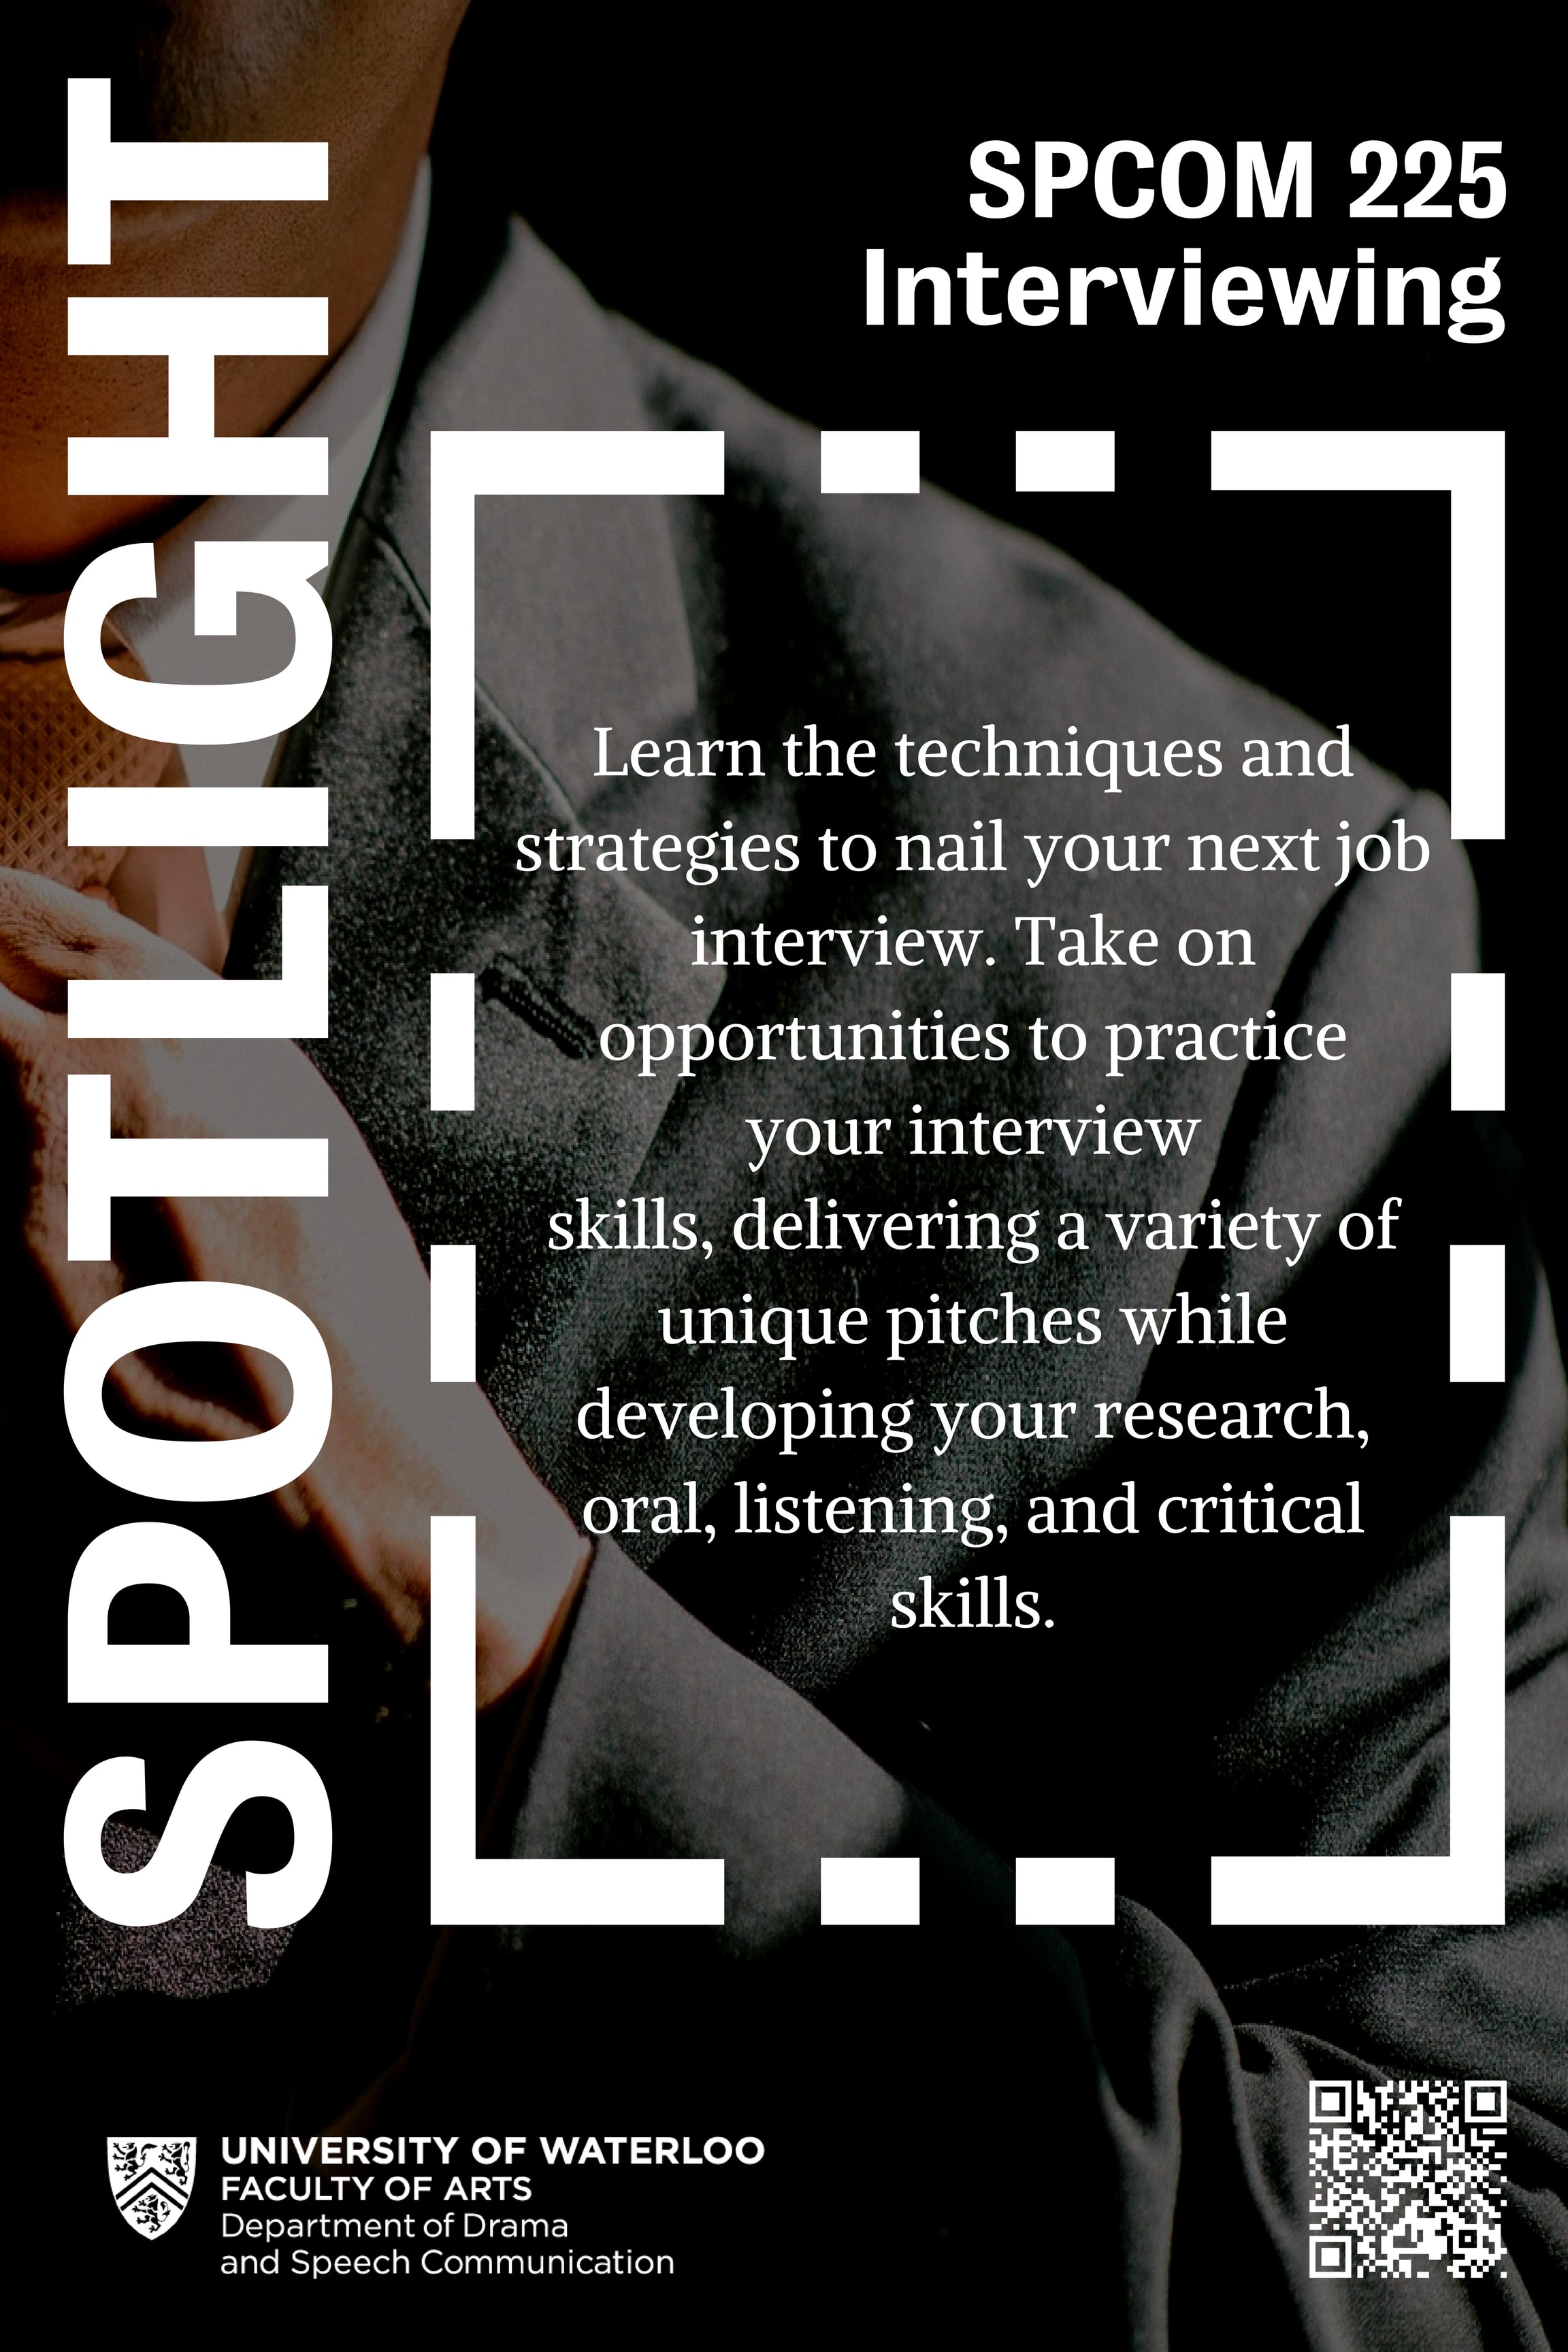 SPOTLIGHT
SPCOM 225
Interviewing
Learn the techniques and
strategies to nail your next job
interview. Take on
opportunities to practice
your interview
skills, delivering a variety of
unique pitches while
developing your research,
oral, listening, and critical
skills.
UNIVERSITY OF WATERLOO
FACULTY OF ARTS
Department of Drama
and Speech Communication